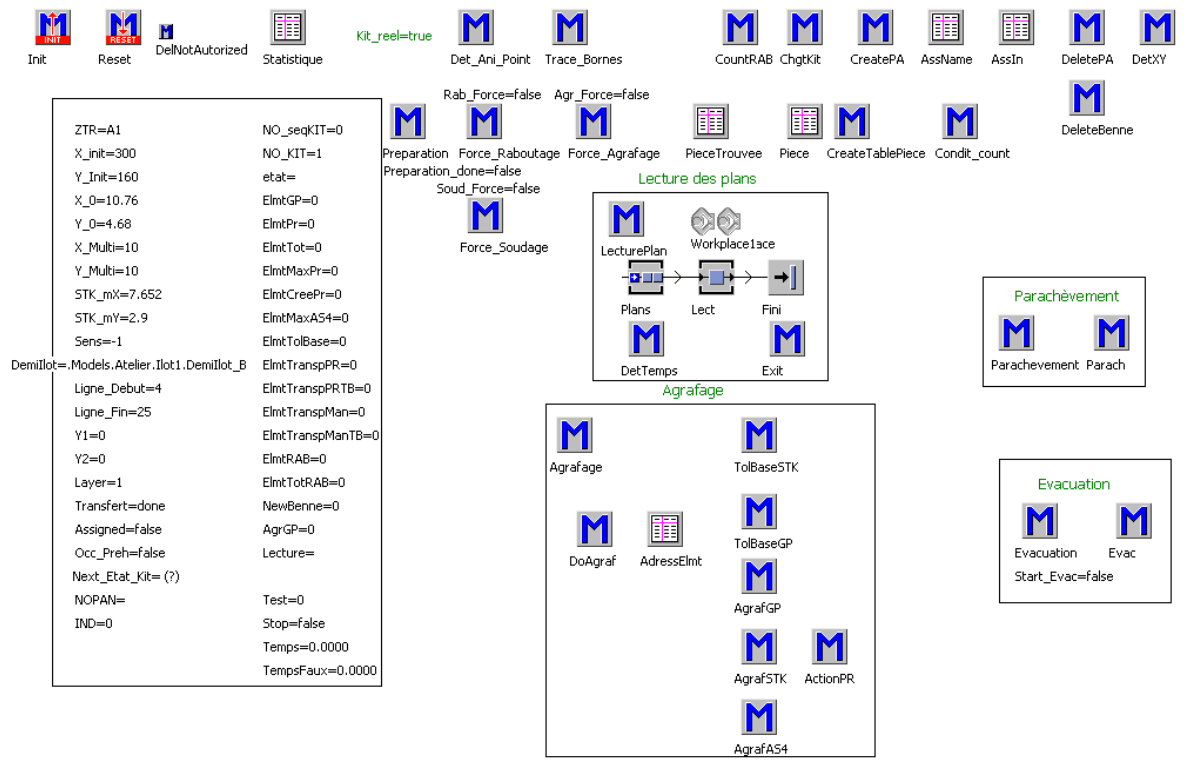 Init
Reset
DelNotAutorized
Statistique
Kit_reel=true
Det_Ani_Point
Trace_Bornes
CountRAB
ChgtKit
CreatePA
AssName
AssIn
DeletePA
DetXY
Rab_Force=false
Agr_Force=false
DeleteBenne
Preparation
Force_Raboutage
Force_Agrafage
PieceTrouvee
Piece
CreateTablePiece
Condit_count
Preparation_done=false
Soud_Force=false
Force_Soudage
ZTR=A1
X_init=300
Y_Init=160
X_0=10.76
Y_0=4.68
X_Multi=10
Y_Multi=10
STK_mX=7.652
STK_mY=2.9
Sens=-1
DemiIlot=.Models.Atelier.Ilot1.DemiIlot_B
Ligne_Debut=4
Ligne_Fin=25
Y1=0
Y2=0
Layer=1
Transfert=done
Assigned=false
Occ_Preh=false
Next_Etat_Kit= (?)
NOPAN=
IND=0
NO_seqKIT=0
NO_KIT=1
etat=
ElmtGP=0
ElmtPr=0
ElmtTot=0
ElmtMaxPr=0
ElmtCreePr=0
ElmtMaxAS4=0
ElmtTolBase=0
ElmtTranspPR=0
ElmtTranspPRTB=0
ElmtTranspMan=0
ElmtTranspManTB=0
ElmtRAB=0
ElmtTotRAB=0
NewBenne=0
AgrGP=0
Lecture=
Test=0
Stop=false
Temps=0.0000
TempsFaux=0.0000
Lecture des plans
LecturePlan
Workplace1ace
Plans
Lect
Fini
DetTemps
Exit
Agrafage
Agrafage
TolBaseSTK
DoAgraf
AdressElmt
TolBaseGP
AgrafGP
AgrafSTK
ActionPR
AgrafAS4
Parachèvement
Parachevement
Parach
Evacuation
Evacuation
Evac
Start_Evac=false